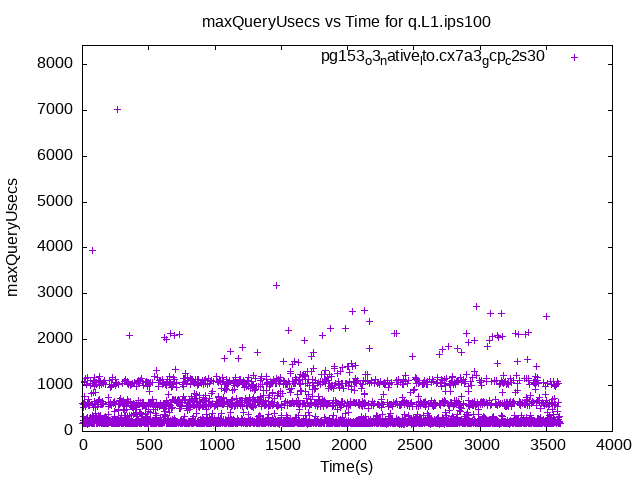 maxQueryUsecs vs Time for q.L1.ips100
pg153o3native_lto.cx7a3gcpc2s30
8000
7000
6000
5000
4000
3000
2000
1000
0
maxQueryUsecs
0 500 1000 1500 2000 2500 3000 3500 4000
Time(s)